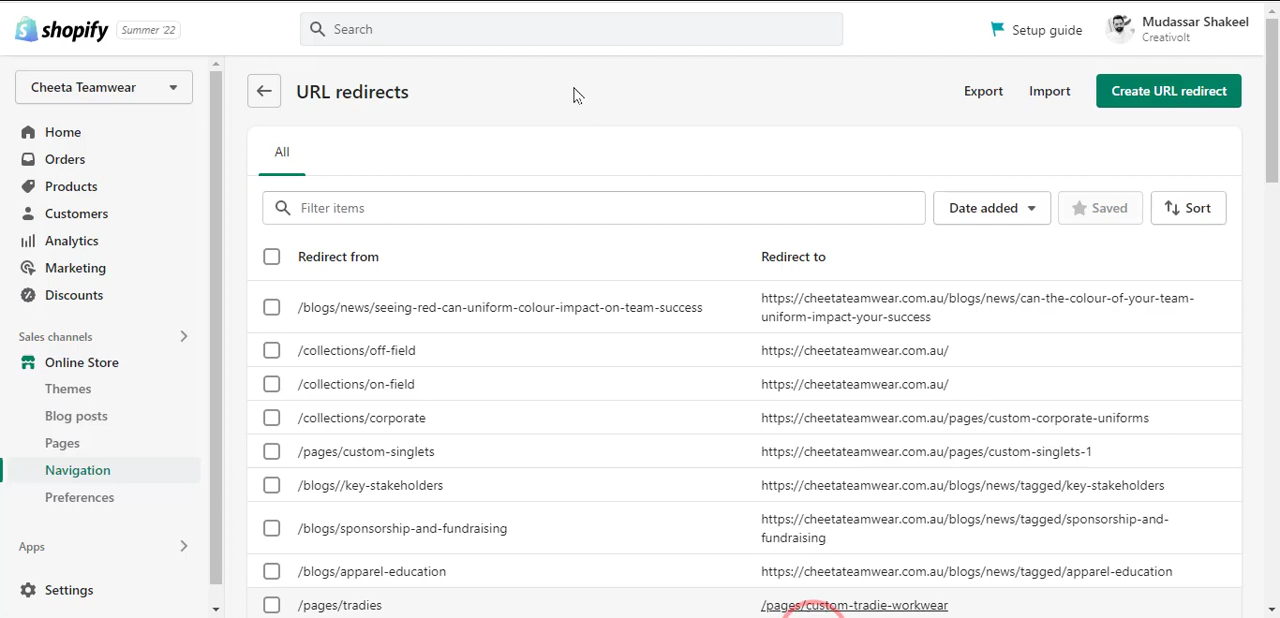 shopify Summer '22
Search
Setup guide
Mudassar Shakeel
Creativolt
Cheeta Teamwear
Home
Orders
Products
Customers
Analytics
Marketing
Discounts
Sales channels
Online Store
Themes
Blog posts
Pages
Navigation
Preferences
Apps
Settings
URL redirects
Export Import Create URL redirect
All
Filter items
Date added Saved Sort
Redirect from Redirect to
/blogs/news/seeing-red-can-uniform-colour-impact-on-team-success https://cheetateamwear.com.au/blogs/news/can-the-colour-of-your-team-
uniform-impact-your-success
/collections/off-field https://cheetateamwear.com.au/
/collections/on-field https://cheetateamwear.com.au/
/collections/corporate https://cheetateamwear.com.au/pages/custom-corporate-uniforms
/pages/custom-singlets https://cheetateamwear.com.au/pages/custom-singlets-1
/blogs//key-stakeholders https://cheetateamwear.com.au/blogs/news/tagged/key-stakeholders
/blogs/sponsorship-and-fundraising https://cheetateamwear.com.au/blogs/news/tagged/sponsorship-and-
fundraising
/blogs/apparel-education https://cheetateamwear.com.au/blogs/news/tagged/apparel-education
/pages/tradies /pages/custom-tradie-workwear